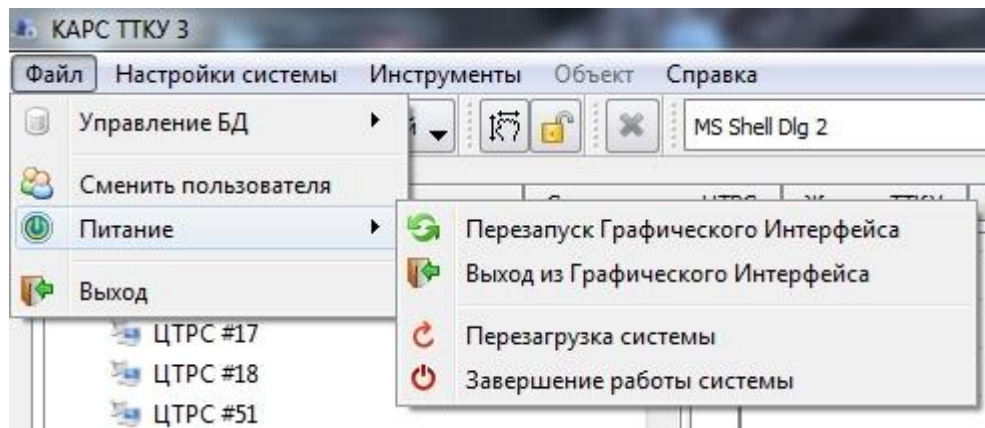 КАРС ТТКУ 3
Файл Настройки системы Инструменты Объект Справка
Управление БД
MS Shell Dlg 2
Сменить пользователя
Питание
Перезапуск Графического Интерфейса
Выход из Графического Интерфейса
Выход
ЦТРС #17
Перезагрузка системы
ЦТРС #18
Завершение работы системы
ЦТРС #51